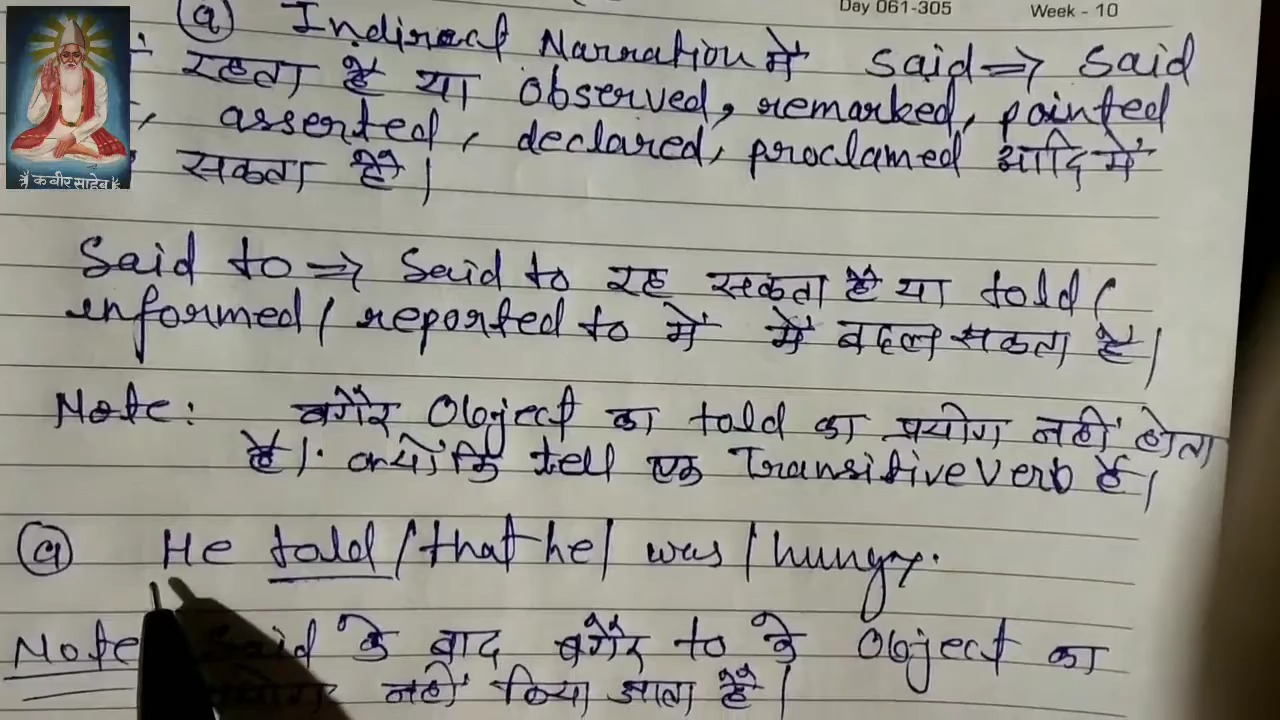 Day 061-305 Week - 10
(a) Indirect Narration में said ⇒ said
रहता है या observed, remarked, pointed
, asserted, declared, proclamed आदि में
सकता है।
Said to ⇒ Said to रह सकता है या told (
informed / reported to में में बदल सकता है।
Note: बगैर Object का told का प्रयोग नहीं होता
है। क्योंकि tell एक Transitive Verb है।
(a) He told / that he / was / hungry.
Note Said के बाद बगैर to के Object का
नहीं किया जाता है।
कबीर साहेब